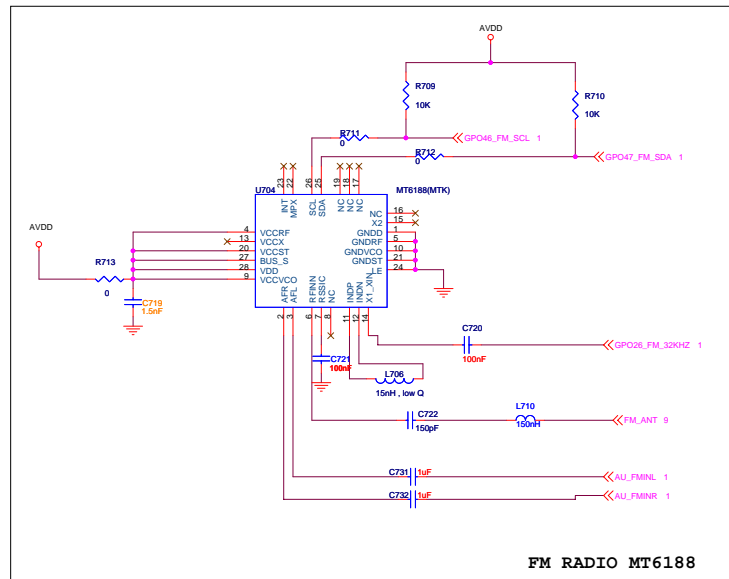 AVDD
R709
10K
R710
10K
R711
0
GPO46_FM_SCL 1
R712
0
GPO47_FM_SDA 1
U704
MT6188(MTK)
23
22
26
25
19
18
17
INT
MPX
SCL
SDA
NC
NC
NC
AVDD
4
13
20
27
28
9
VCCRF
VCCX
VCCST
BUS_S
VDD
VCCVCO
NC
X2
GNDD
GNDRF
GNDVCO
GNDST
LE
16
15
1
5
10
21
24
R713
0
C719
1.5nF
AFR
AFL
RFINN
RSSIC
NC
INDP
INDN
X1_XIN
2
3
6
7
8
11
12
14
C720
100nF
GPO26_FM_32KHZ 1
C721
100nF
L706
15nH , low Q
C722
150pF
L710
150nH
FM_ANT 9
C731
1uF
AU_FMINL 1
C732
1uF
AU_FMINR 1
FM RADIO MT6188